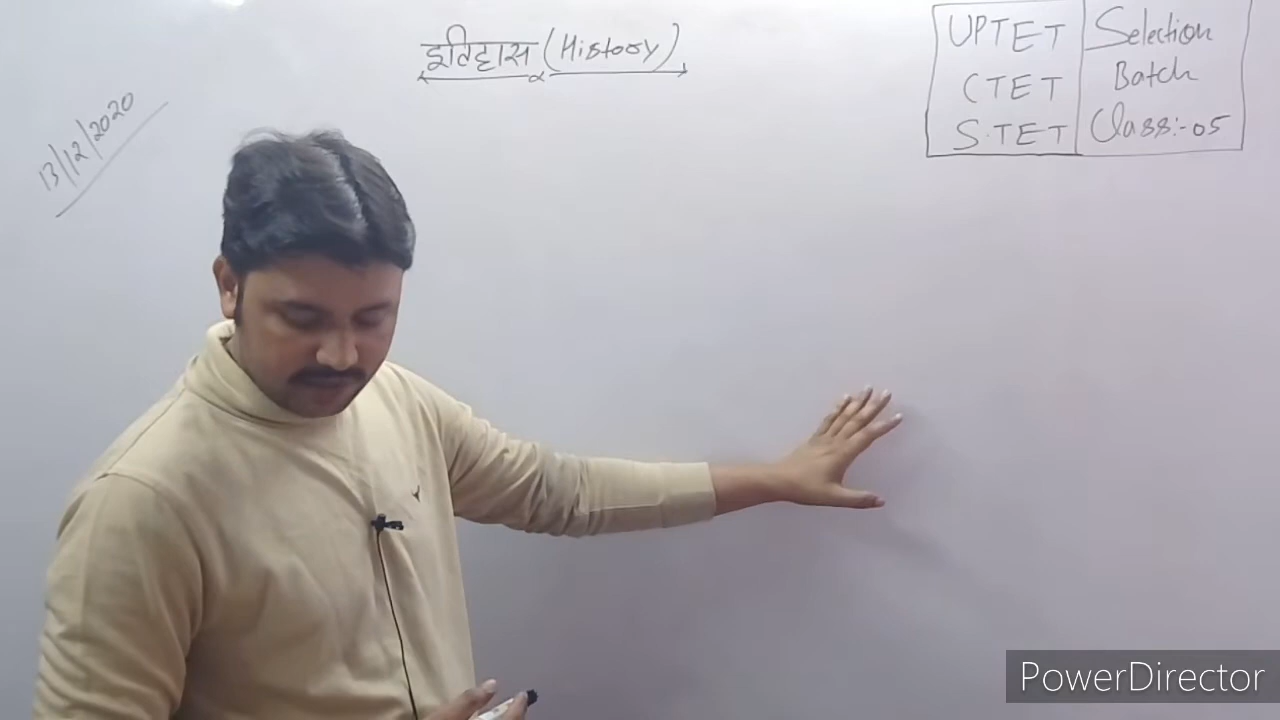 इतिहास (History)
13/12/2020
UPTET Selection
CTET Batch
S.TET Class:-05
PowerDirector